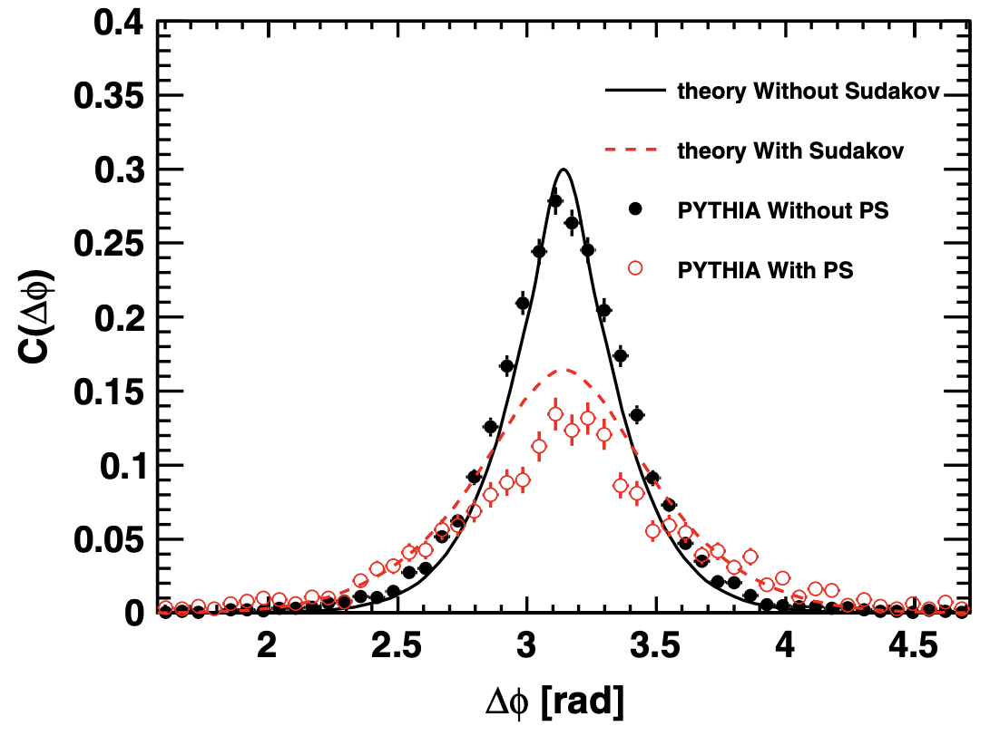 0.4
0.35
0.3
0.25
0.2
0.15
0.1
0.05
0
C(Δϕ)
theory Without Sudakov
theory With Sudakov
PYTHIA Without PS
PYTHIA With PS
2 2.5 3 3.5 4 4.5
Δϕ [rad]